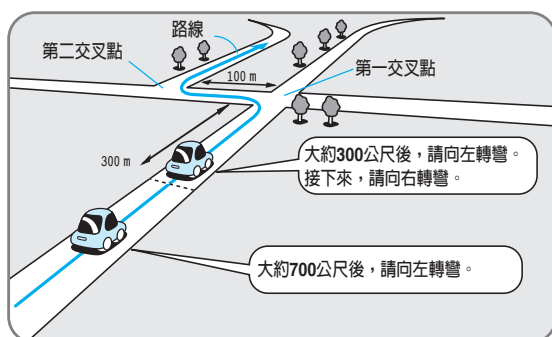 路線
第二交叉點
100 m
第一交叉點
300 m
大約300公尺後，請向左轉彎。
接下來，請向右轉彎。
大約700公尺後，請向左轉彎。